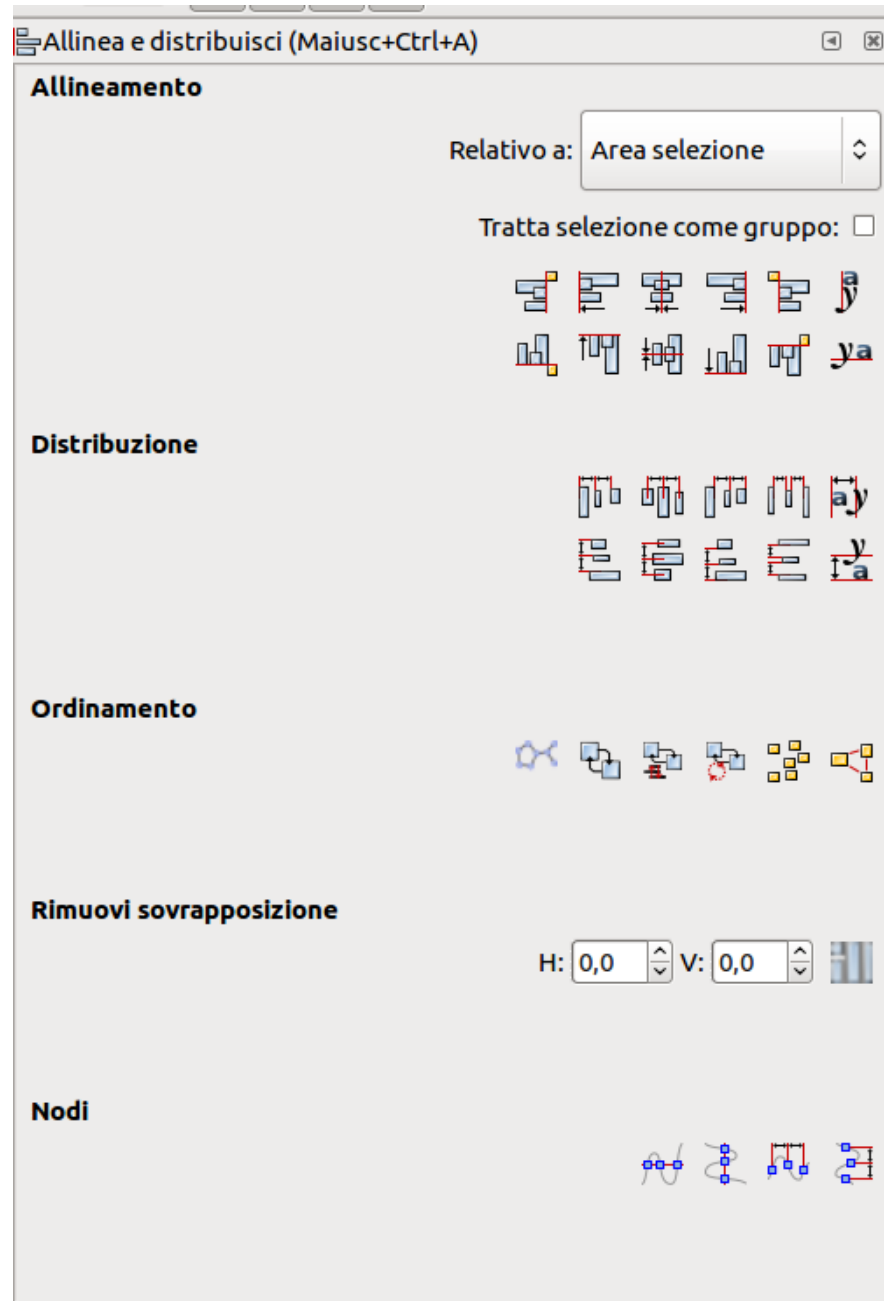 Allinea e distribuisci (Maiusc+Ctrl+A)
Allineamento
Relativo a: Area selezione
Tratta selezione come gruppo:
Distribuzione
Ordinamento
Rimuovi sovrapposizione
H: 0,0 V: 0,0
Nodi